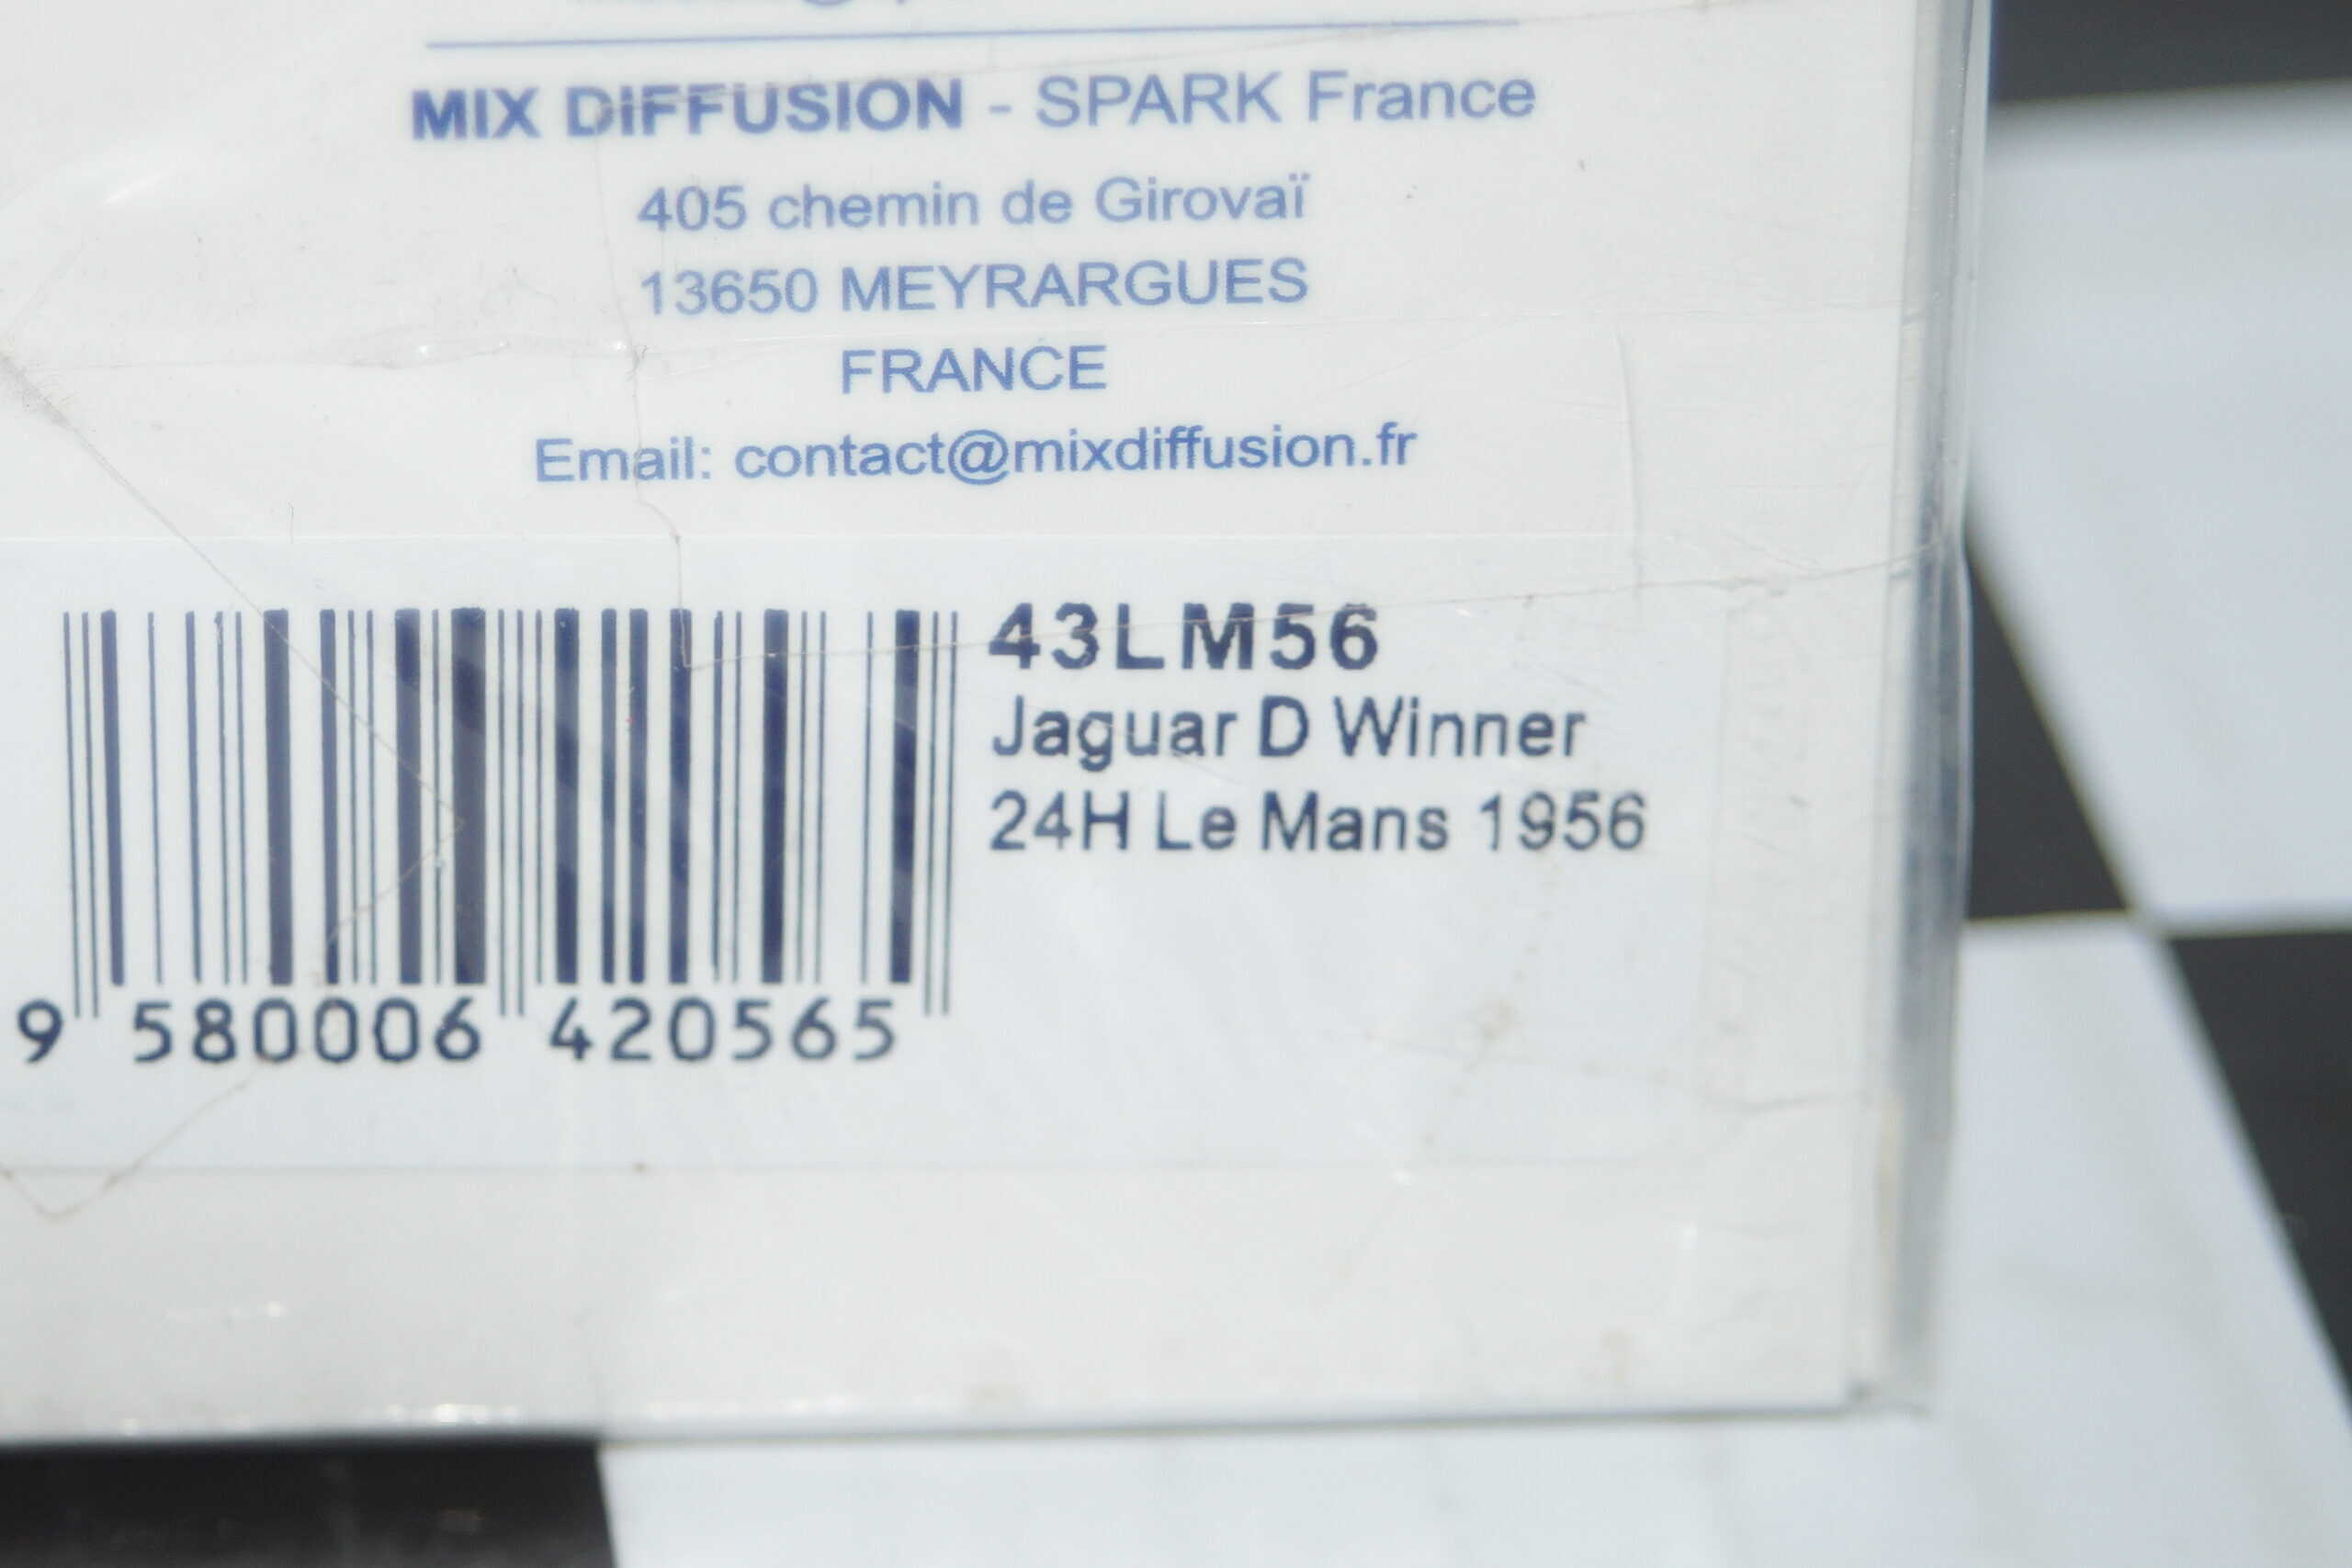 MIX DIFFUSION - SPARK France
405 chemin de Girovaï
13650 MEYRARGUES
FRANCE
Email: contact@mixdiffusion.fr
43LM56
Jaguar D Winner
24H Le Mans 1956
9 580006 420565